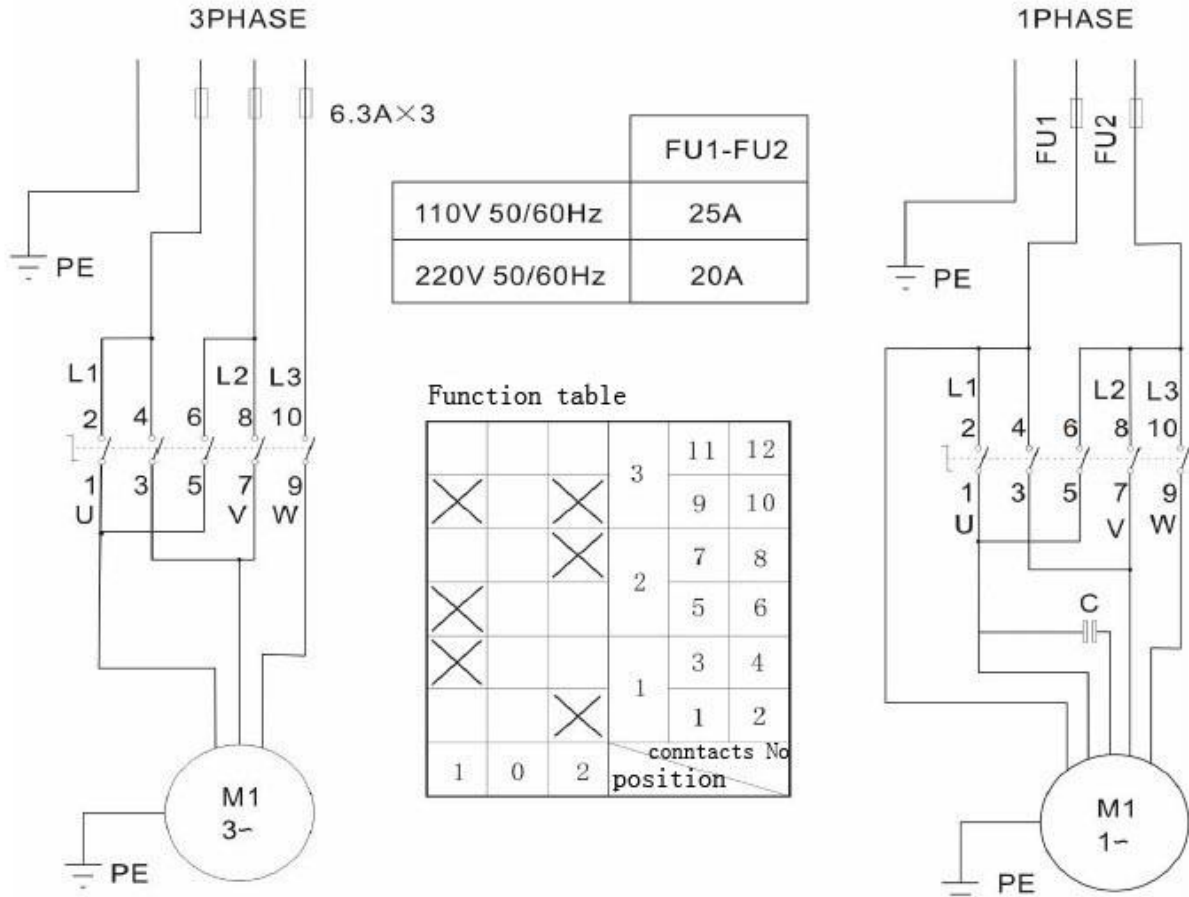 3PHASE
6.3A×3
PE
L1 L2 L3
2 4 6 8 10
1 3 5 7 9
U V W
M1
3~
PE
FU1-FU2
110V 50/60Hz 25A
220V 50/60Hz 20A
Function table
3 11 12
9 10
2 7 8
5 6
1 3 4
1 2
conntacts No
1 0 2 position
1PHASE
FU1 FU2
PE
L1 L2 L3
2 4 6 8 10
1 3 5 7 9
U V W
C
M1
1~
PE